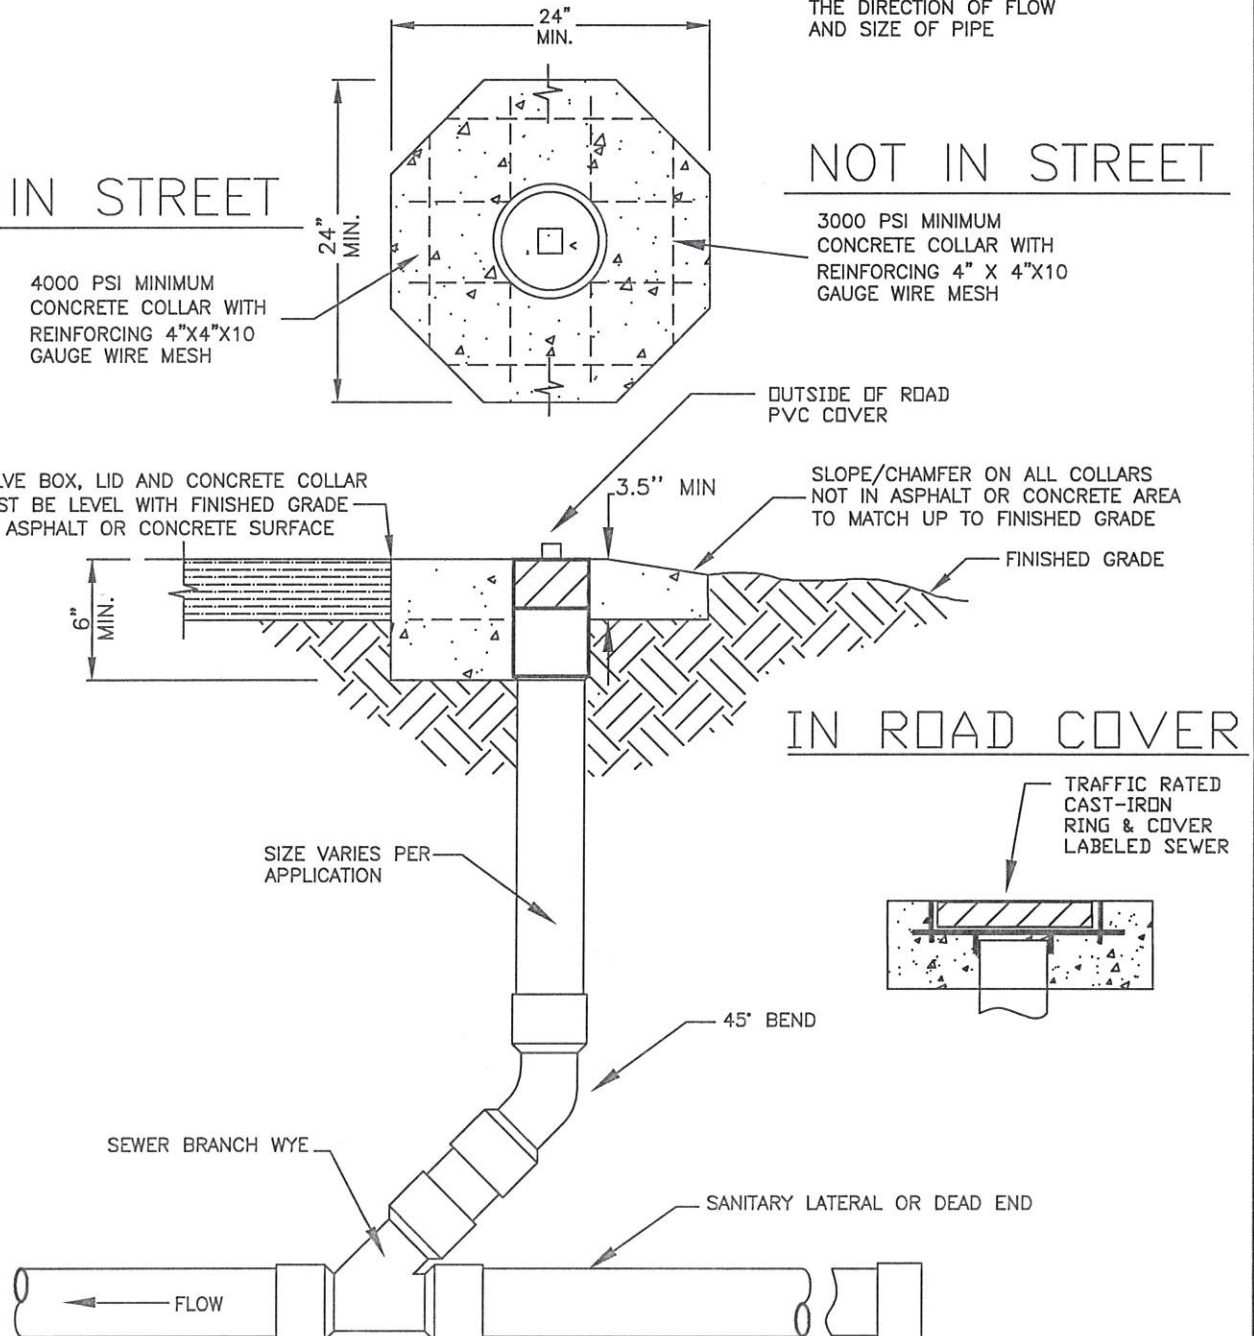 THE DIRECTION OF FLOW
AND SIZE OF PIPE
24"
MIN.
IN STREET
24"
MIN.
NOT IN STREET
4000 PSI MINIMUM
CONCRETE COLLAR WITH
REINFORCING 4"X4"X10
GAUGE WIRE MESH
3000 PSI MINIMUM
CONCRETE COLLAR WITH
REINFORCING 4" X 4"X10
GAUGE WIRE MESH
OUTSIDE OF ROAD
PVC COVER
LVE BOX, LID AND CONCRETE COLLAR
ST BE LEVEL WITH FINISHED GRADE
ASPHALT OR CONCRETE SURFACE
3.5'' MIN
SLOPE/CHAMFER ON ALL COLLARS
NOT IN ASPHALT OR CONCRETE AREA
TO MATCH UP TO FINISHED GRADE
FINISHED GRADE
6"
MIN.
IN ROAD COVER
TRAFFIC RATED
CAST-IRON
RING & COVER
LABELED SEWER
SIZE VARIES PER
APPLICATION
45° BEND
SEWER BRANCH WYE
SANITARY LATERAL OR DEAD END
FLOW